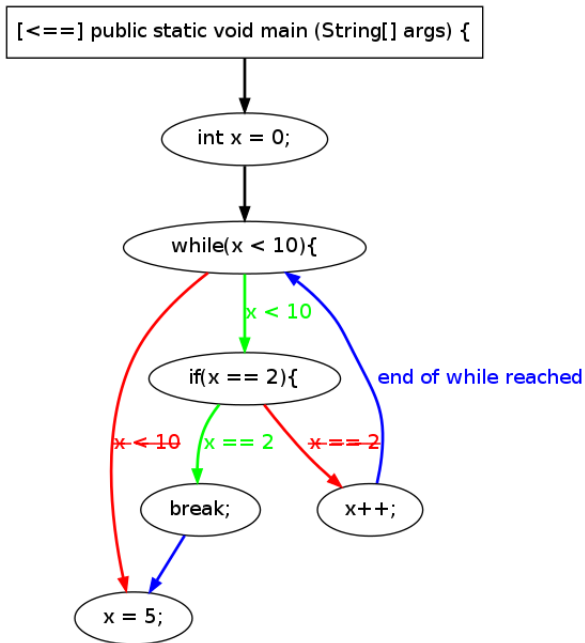 [<==] public static void main (String[] args) {
int x = 0;
while(x < 10){
x < 10
if(x == 2){
end of while reached
x < 10
x == 2
x == 2
break;
x++;
x = 5;